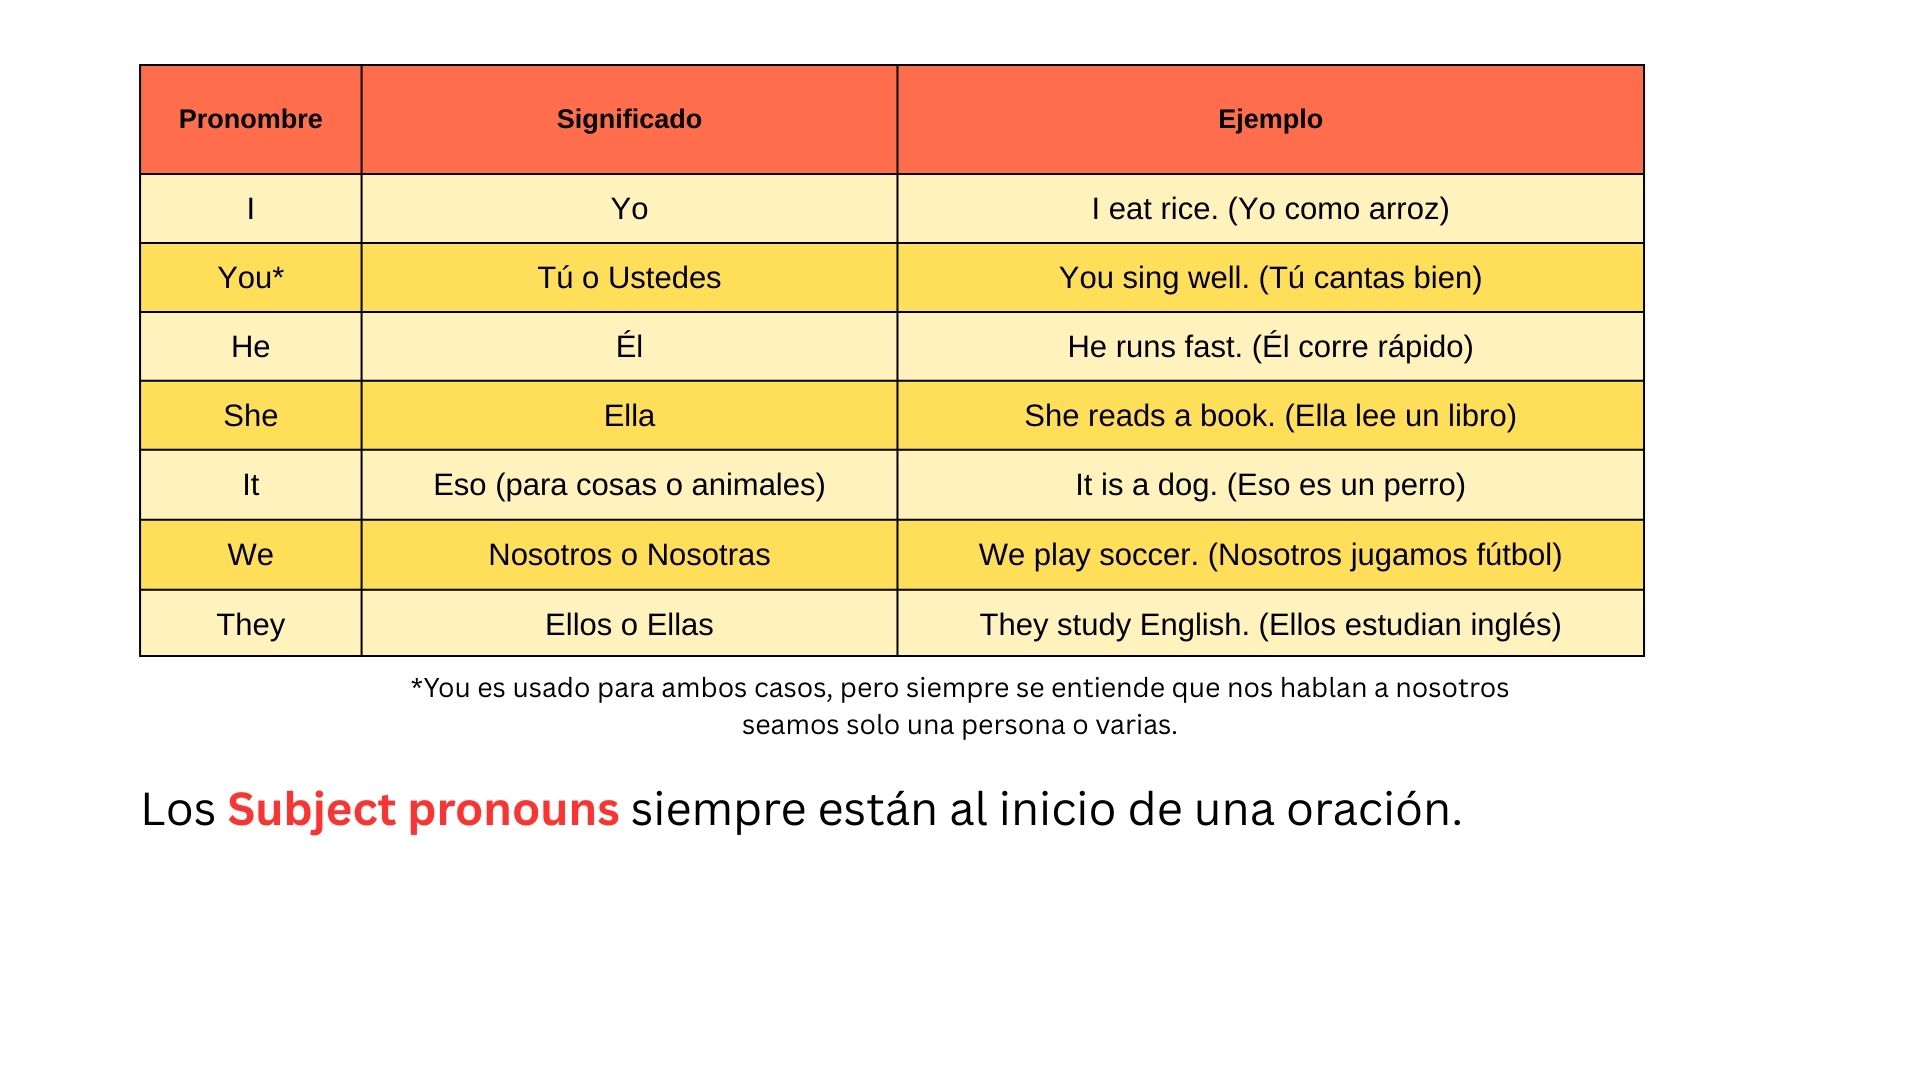 Pronombre Significado Ejemplo
I Yo I eat rice. (Yo como arroz)
You* Tú o Ustedes You sing well. (Tú cantas bien)
He Él He runs fast. (Él corre rápido)
She Ella She reads a book. (Ella lee un libro)
It Eso (para cosas o animales) It is a dog. (Eso es un perro)
We Nosotros o Nosotras We play soccer. (Nosotros jugamos fútbol)
They Ellos o Ellas They study English. (Ellos estudian inglés)
*You es usado para ambos casos, pero siempre se entiende que nos hablan a nosotros
seamos solo una persona o varias.
Los Subject pronouns siempre están al inicio de una oración.